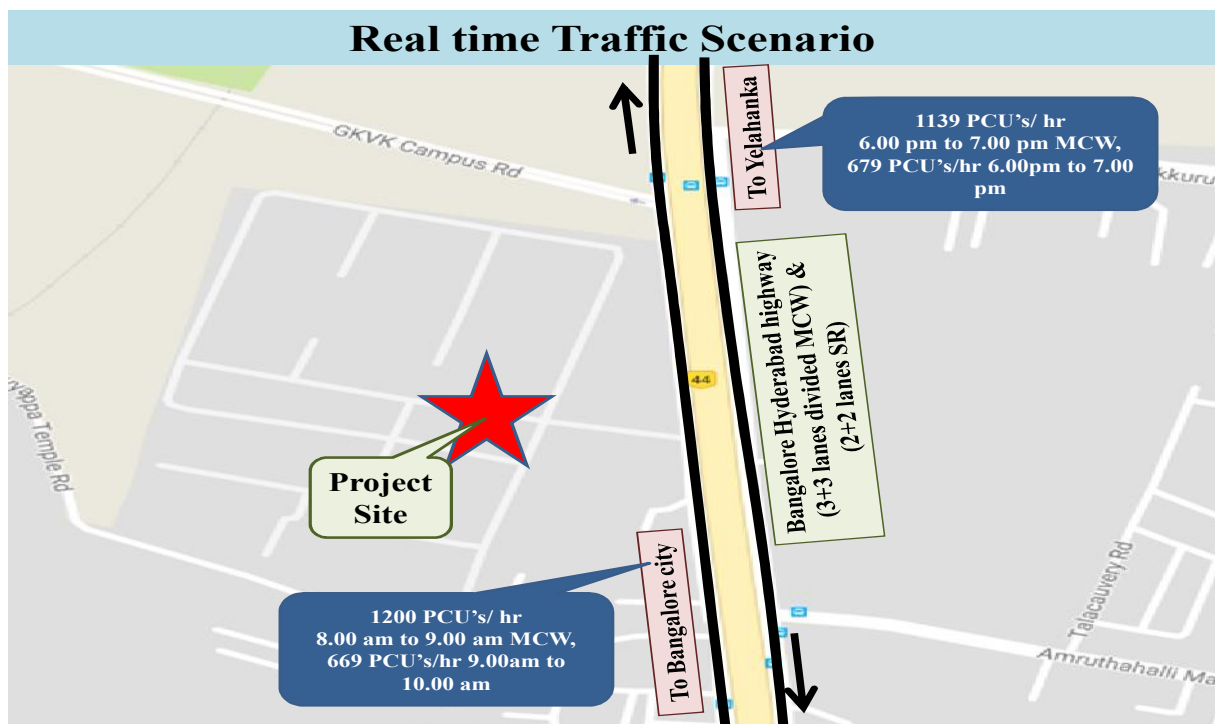 Real time Traffic Scenario
GKVK Campus Rd
To Yelahanka
1139 PCU's/ hr
6.00 pm to 7.00 pm MCW,
679 PCU's/hr 6.00pm to 7.00
pm
kkuru
Bangalore Hyderabad highway
(3+3 lanes divided MCW) &
(2+2 lanes SR)
44
ppa Temple Rd
Project
Site
To Bangalore city
1200 PCU's/ hr
8.00 am to 9.00 am MCW,
669 PCU's/hr 9.00am to
10.00 am
Talacauvery Rd
Amruthahalli Ma